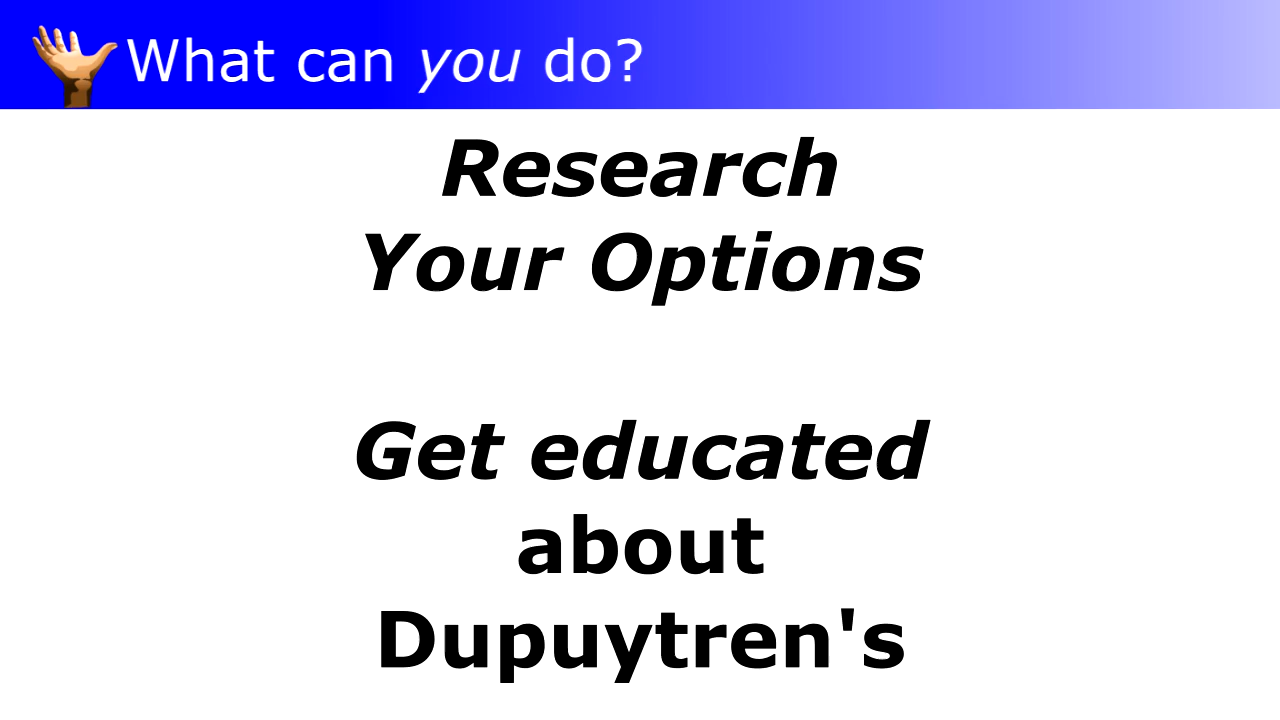 What can you do?
Research
Your Options
Get educated
about
Dupuytren's